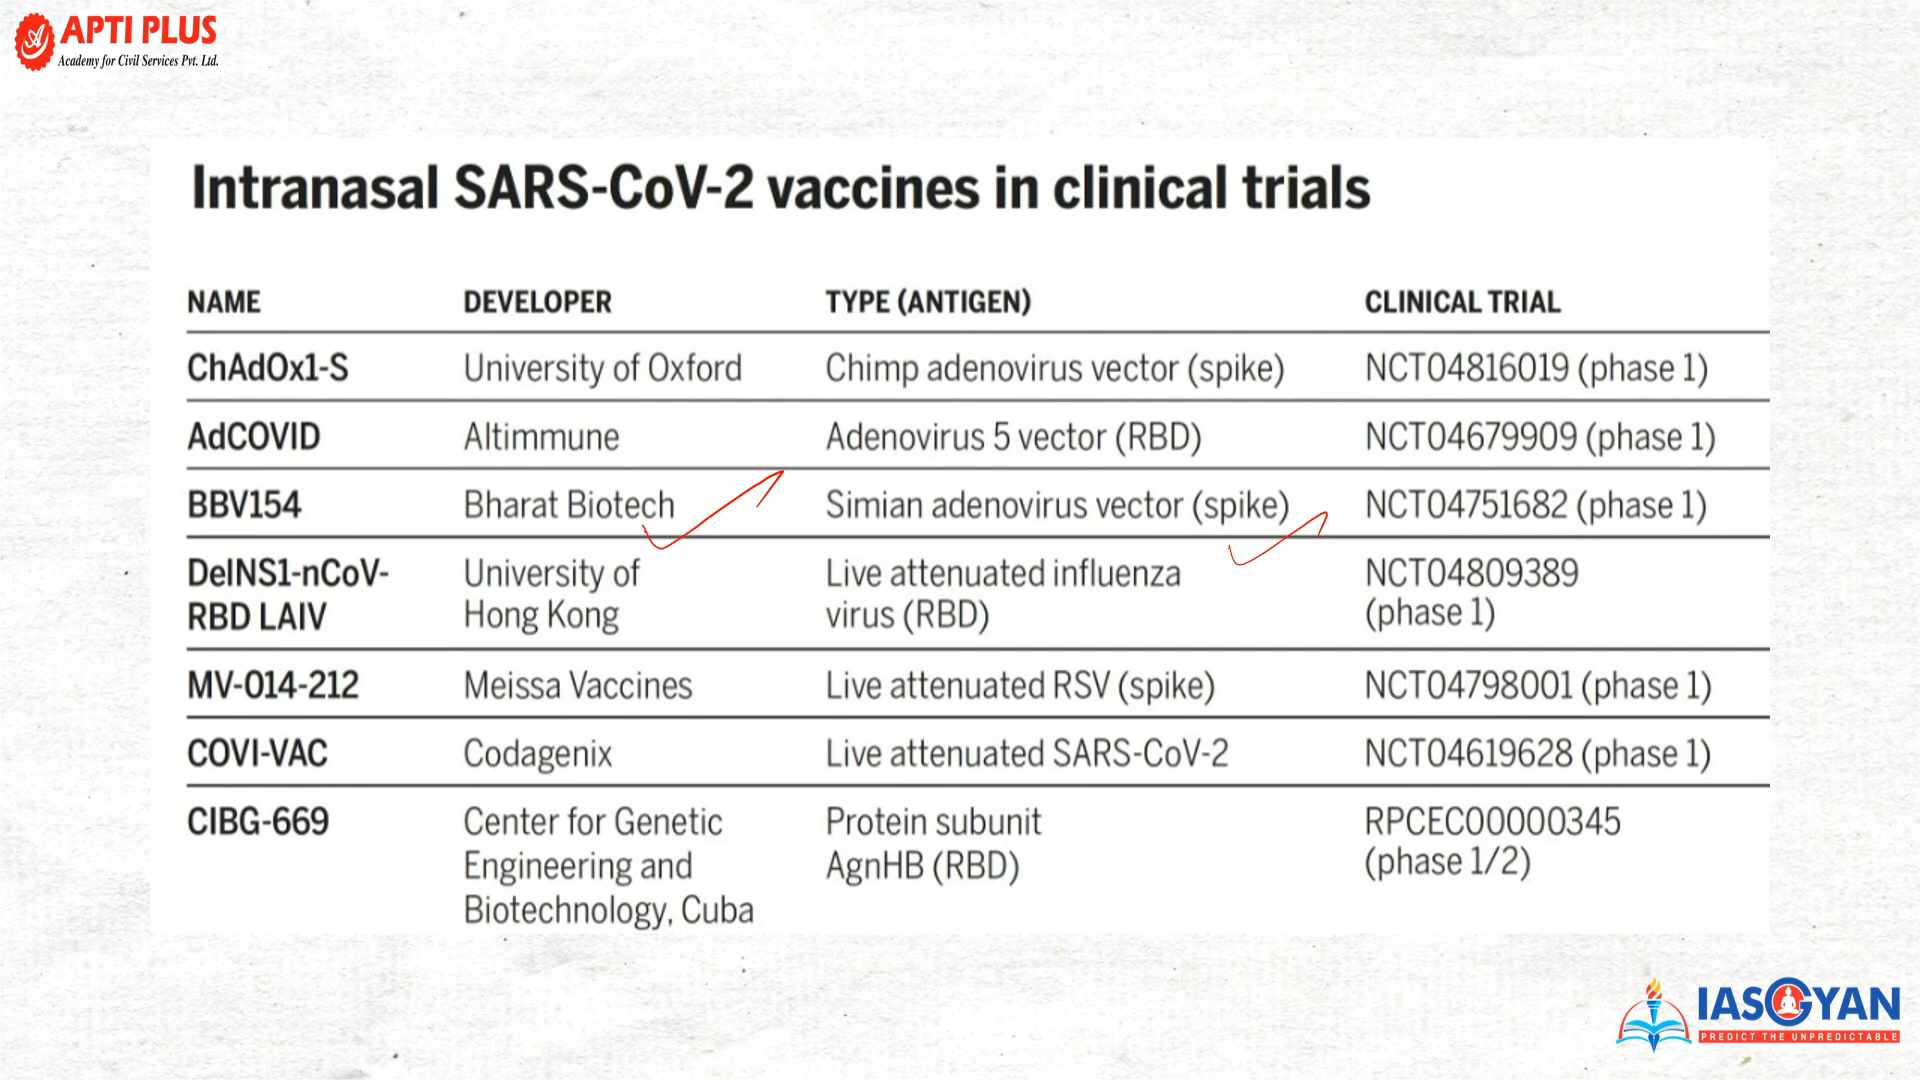 APTI PLUS
Academy for Civil Services Pvt. Ltd.
Intranasal SARS-CoV-2 vaccines in clinical trials
NAME DEVELOPER TYPE (ANTIGEN) CLINICAL TRIAL
ChAdOx1-S University of Oxford Chimp adenovirus vector (spike) NCT04816019 (phase 1)
AdCOVID Altimmune Adenovirus 5 vector (RBD) NCT04679909 (phase 1)
BBV154 Bharat Biotech Simian adenovirus vector (spike) NCT04751682 (phase 1)
DelNS1-nCoV- University of Live attenuated influenza NCT04809389
RBD LAIV Hong Kong virus (RBD) (phase 1)
MV-014-212 Meissa Vaccines Live attenuated RSV (spike) NCT04798001 (phase 1)
COVI-VAC Codagenix Live attenuated SARS-CoV-2 NCT04619628 (phase 1)
CIBG-669 Center for Genetic Protein subunit RPCEC00000345
Engineering and AgnHB (RBD) (phase 1/2)
Biotechnology, Cuba
IASGYAN
PREDICT THE UNPREDICTABLE